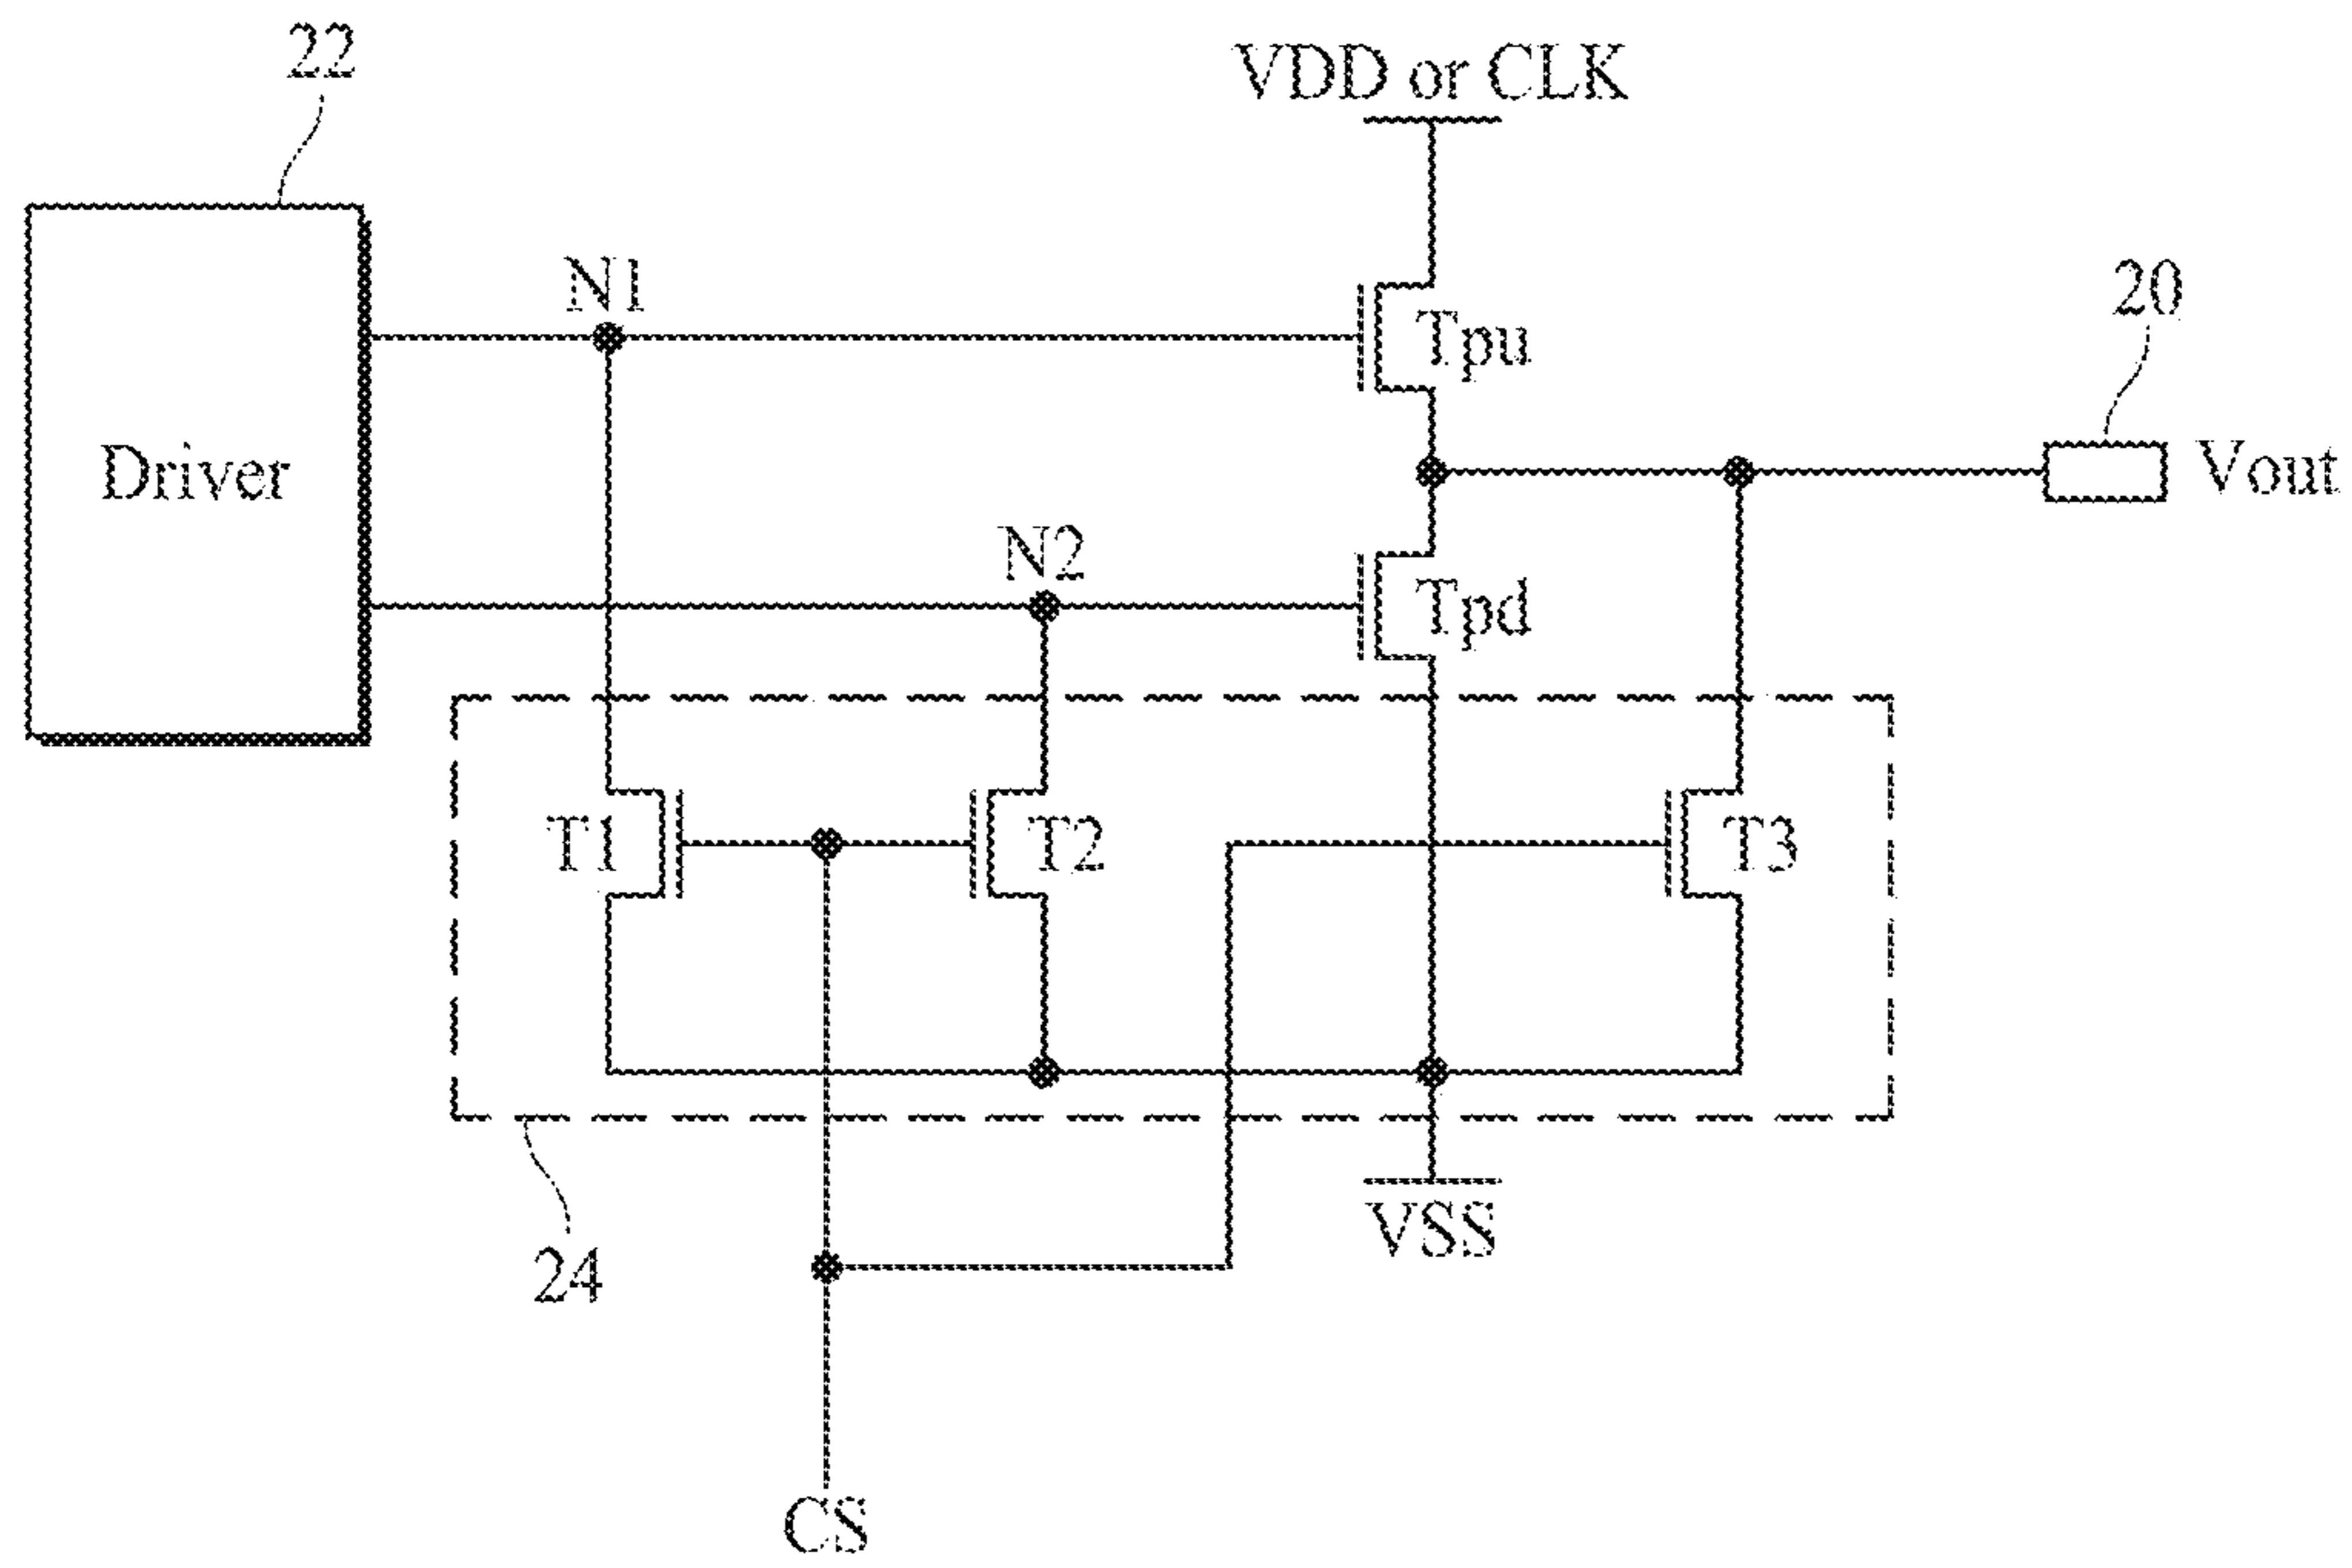 22
VDD or CLK
N1
Tpu
20
Driver
Vout
N2
Tpd
T1
T2
T3
VSS
24
CS